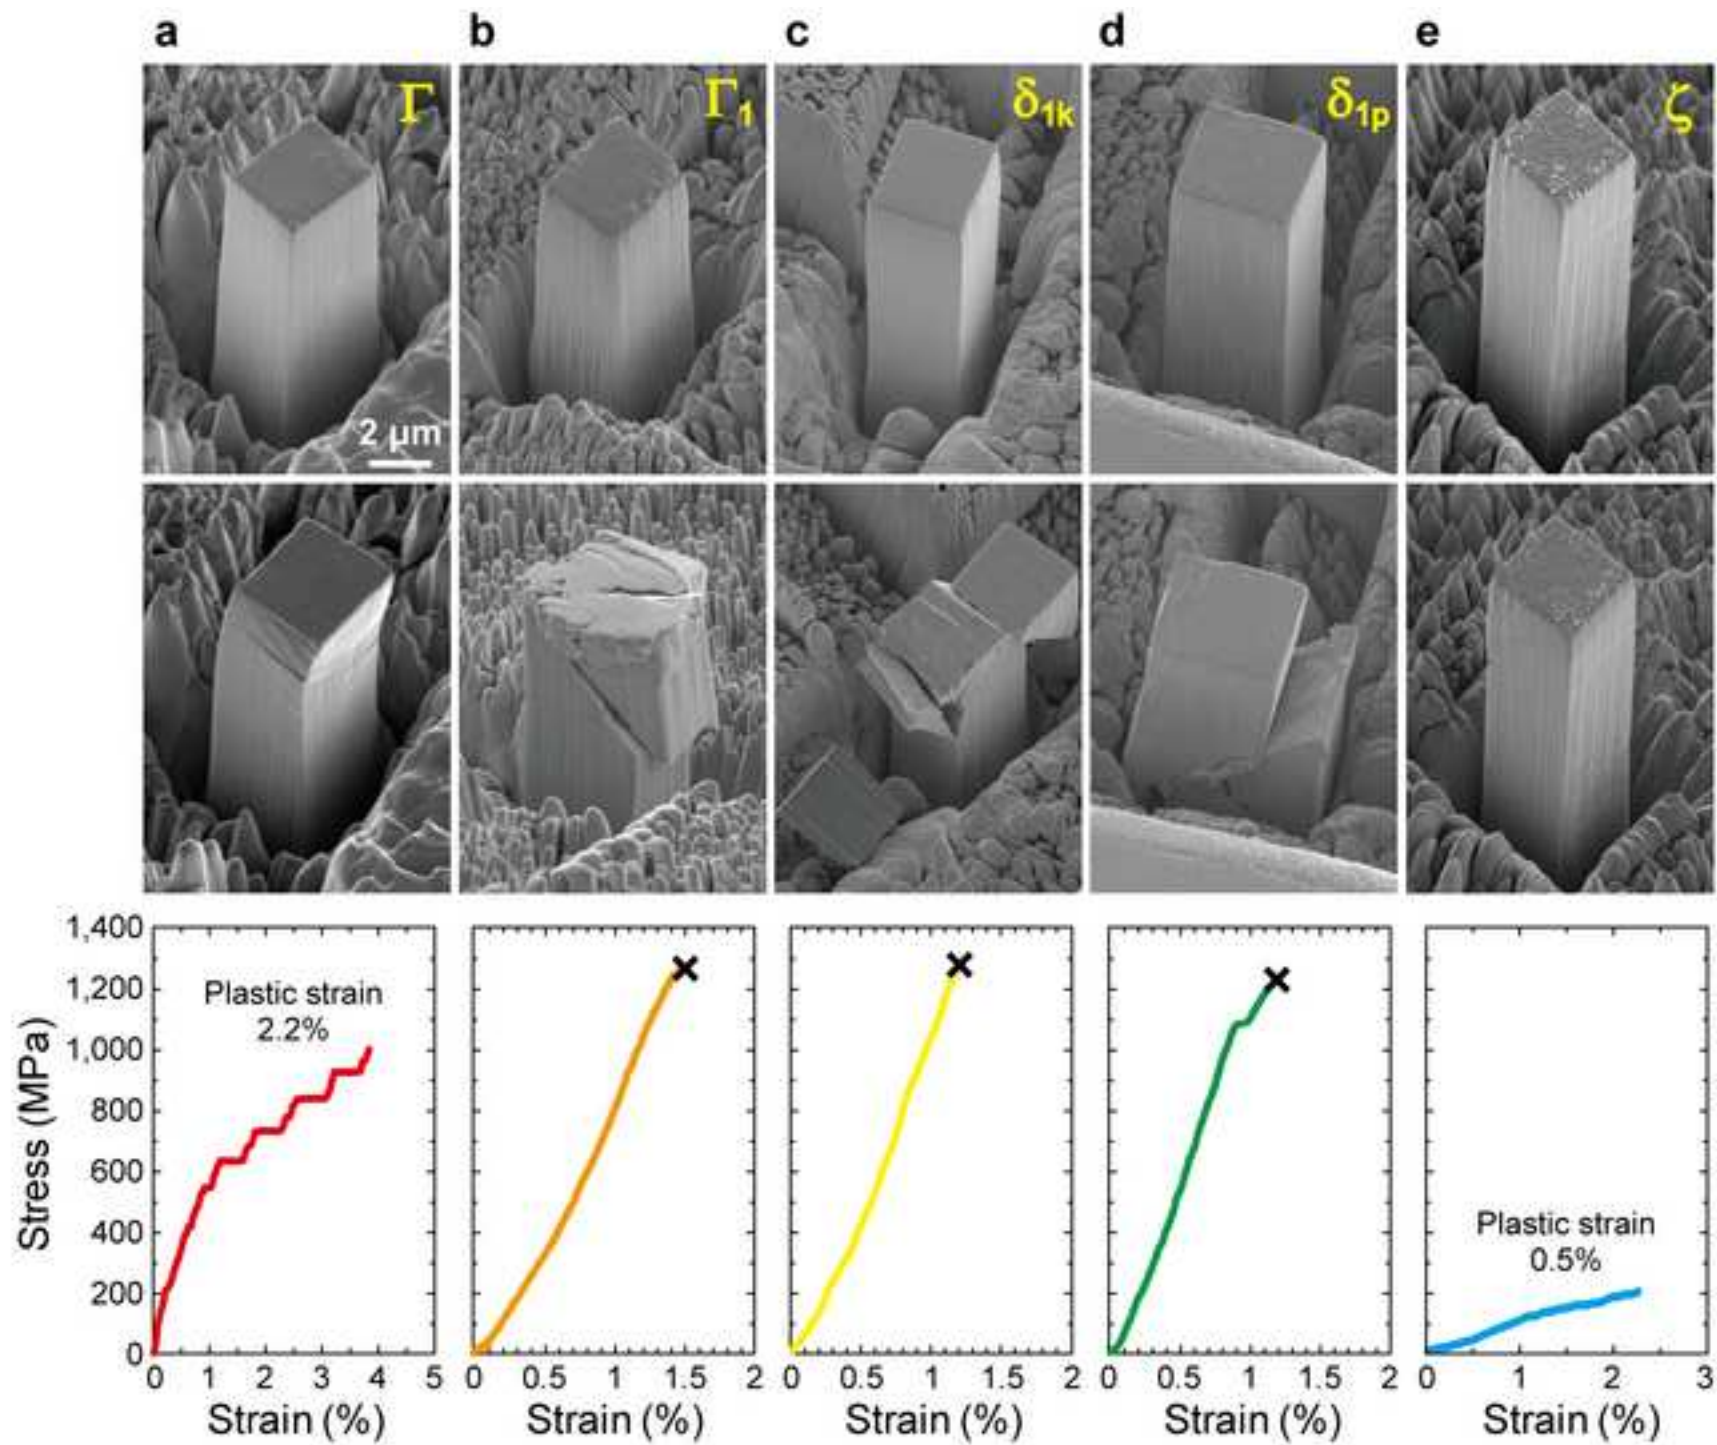 a b c d e
Γ Γ1 δ1k δ1p ζ
2 μm
1,400
1,200
1,000
800
600
400
200
0
Stress (MPa)
Plastic strain
2.2%
Plastic strain
0.5%
0 1 2 3 4 5
0 0.5 1 1.5 2
0 0.5 1 1.5 2
0 0.5 1 1.5 2
0 1 2 3
Strain (%) Strain (%) Strain (%) Strain (%) Strain (%)